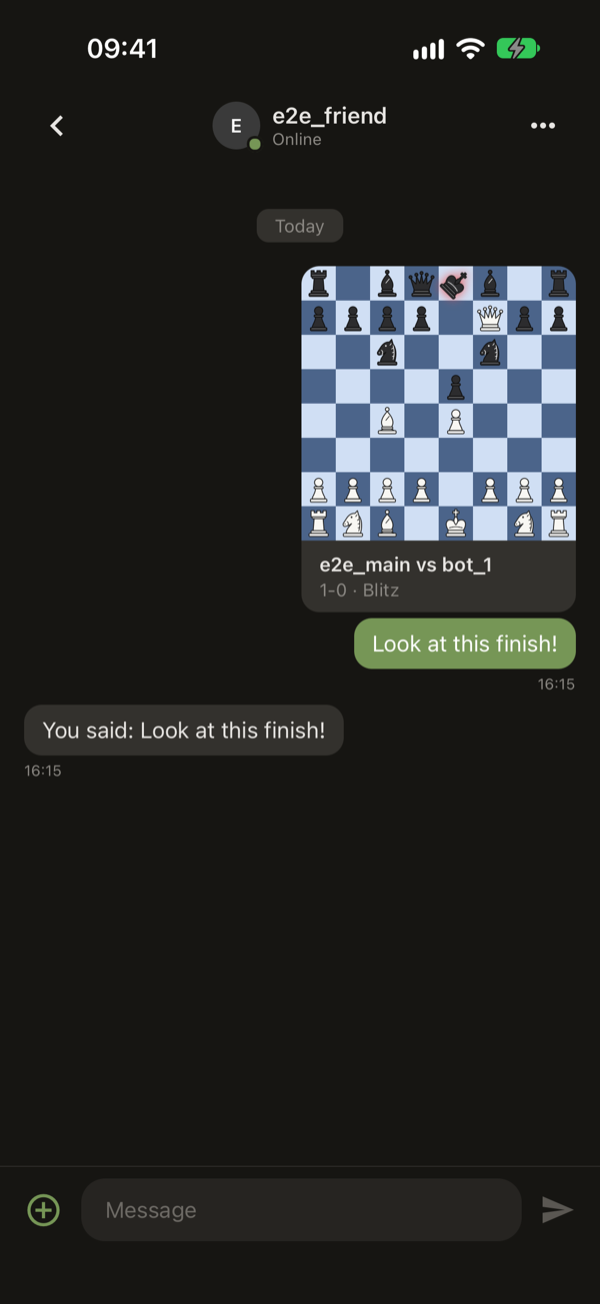 09:41
E
e2e_friend
Online
Today
e2e_main vs bot_1
1-0 · Blitz
Look at this finish!
16:15
You said: Look at this finish!
16:15
Message